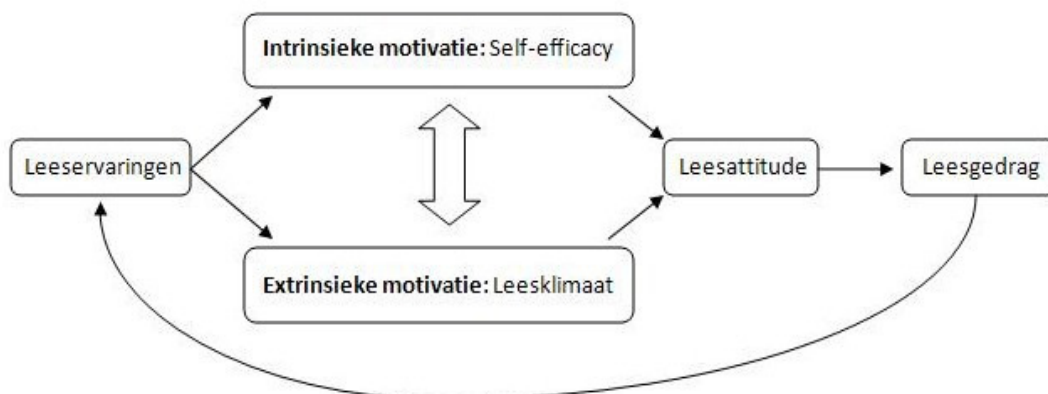 Intrinsieke motivatie: Self-efficacy
Leeservaringen
Leesattitude
Leesgedrag
Extrinsieke motivatie: Leesklimaat